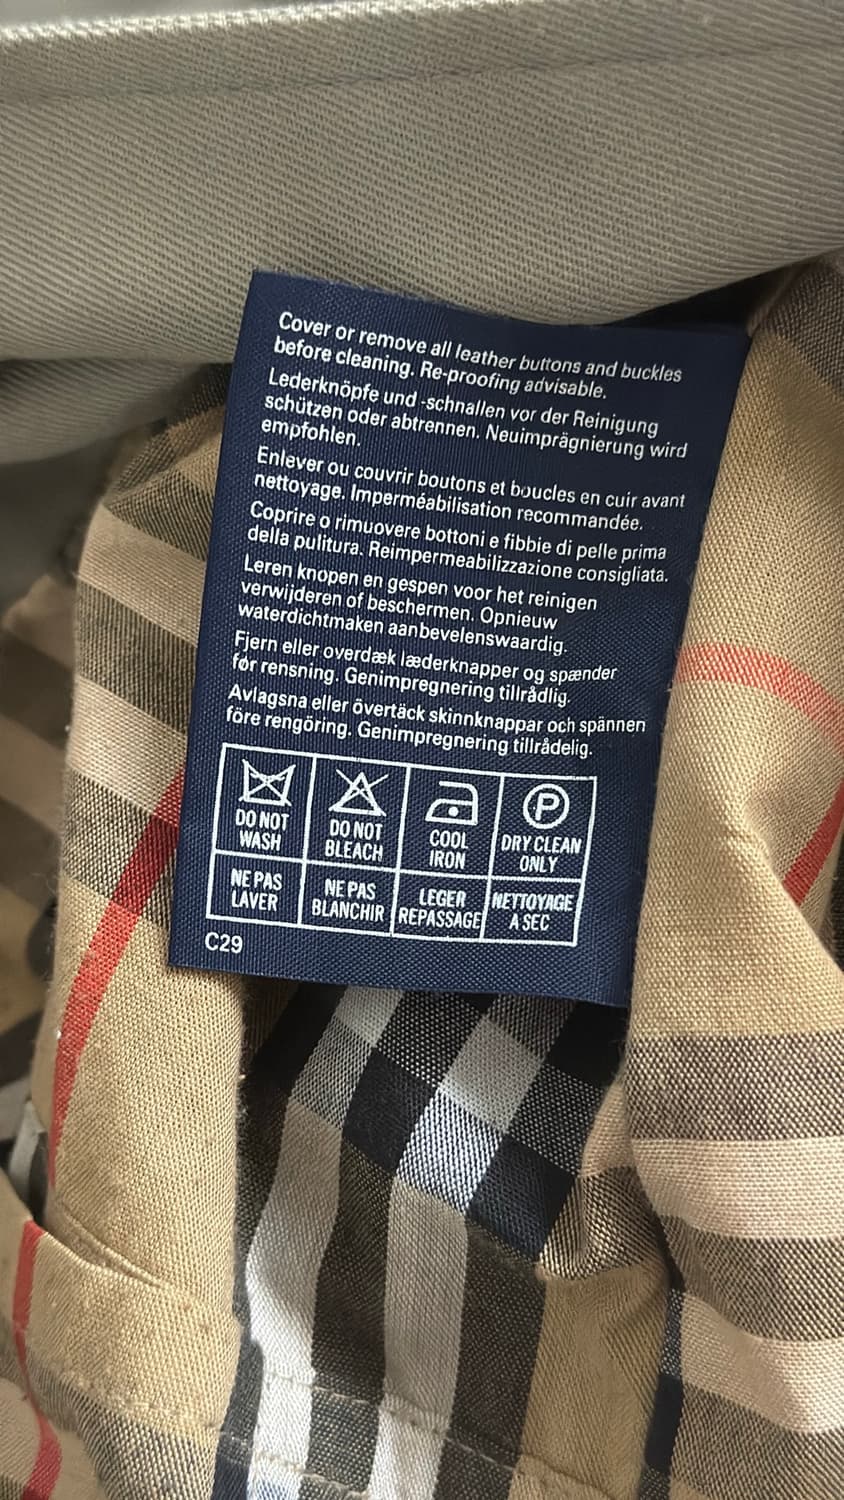 Cover or remove all leather buttons and buckles
before cleaning. Re-proofing advisable.
Lederknöpfe und -schnallen vor der Reinigung
schützen oder abtrennen. Neuimprägnierung wird
empfohlen.
Enlever ou couvrir boutons et boucles en cuir avant
nettoyage. Imperméabilisation recommandée.
Coprire o rimuovere bottoni e fibbie di pelle prima
della pulitura. Reimpermeabilizzazione consigliata.
Leren knopen en gespen voor het reinigen
verwijderen of beschermen. Opnieuw
waterdichtmaken aanbevelenswaardig.
Fjern eller overdæk læderknapper og spænder
før rensning. Genimpregnering tillrådlig.
Avlagsna eller övertäck skinnknappar och spännen
före rengöring. Genimpregnering tillrådelig.
P
DO NOT
WASH
DO NOT
BLEACH
COOL
IRON
DRY CLEAN
ONLY
NE PAS
LAVER
NE PAS
BLANCHIR
LEGER
REPASSAGE
NETTOYAGE
A SEC
C29